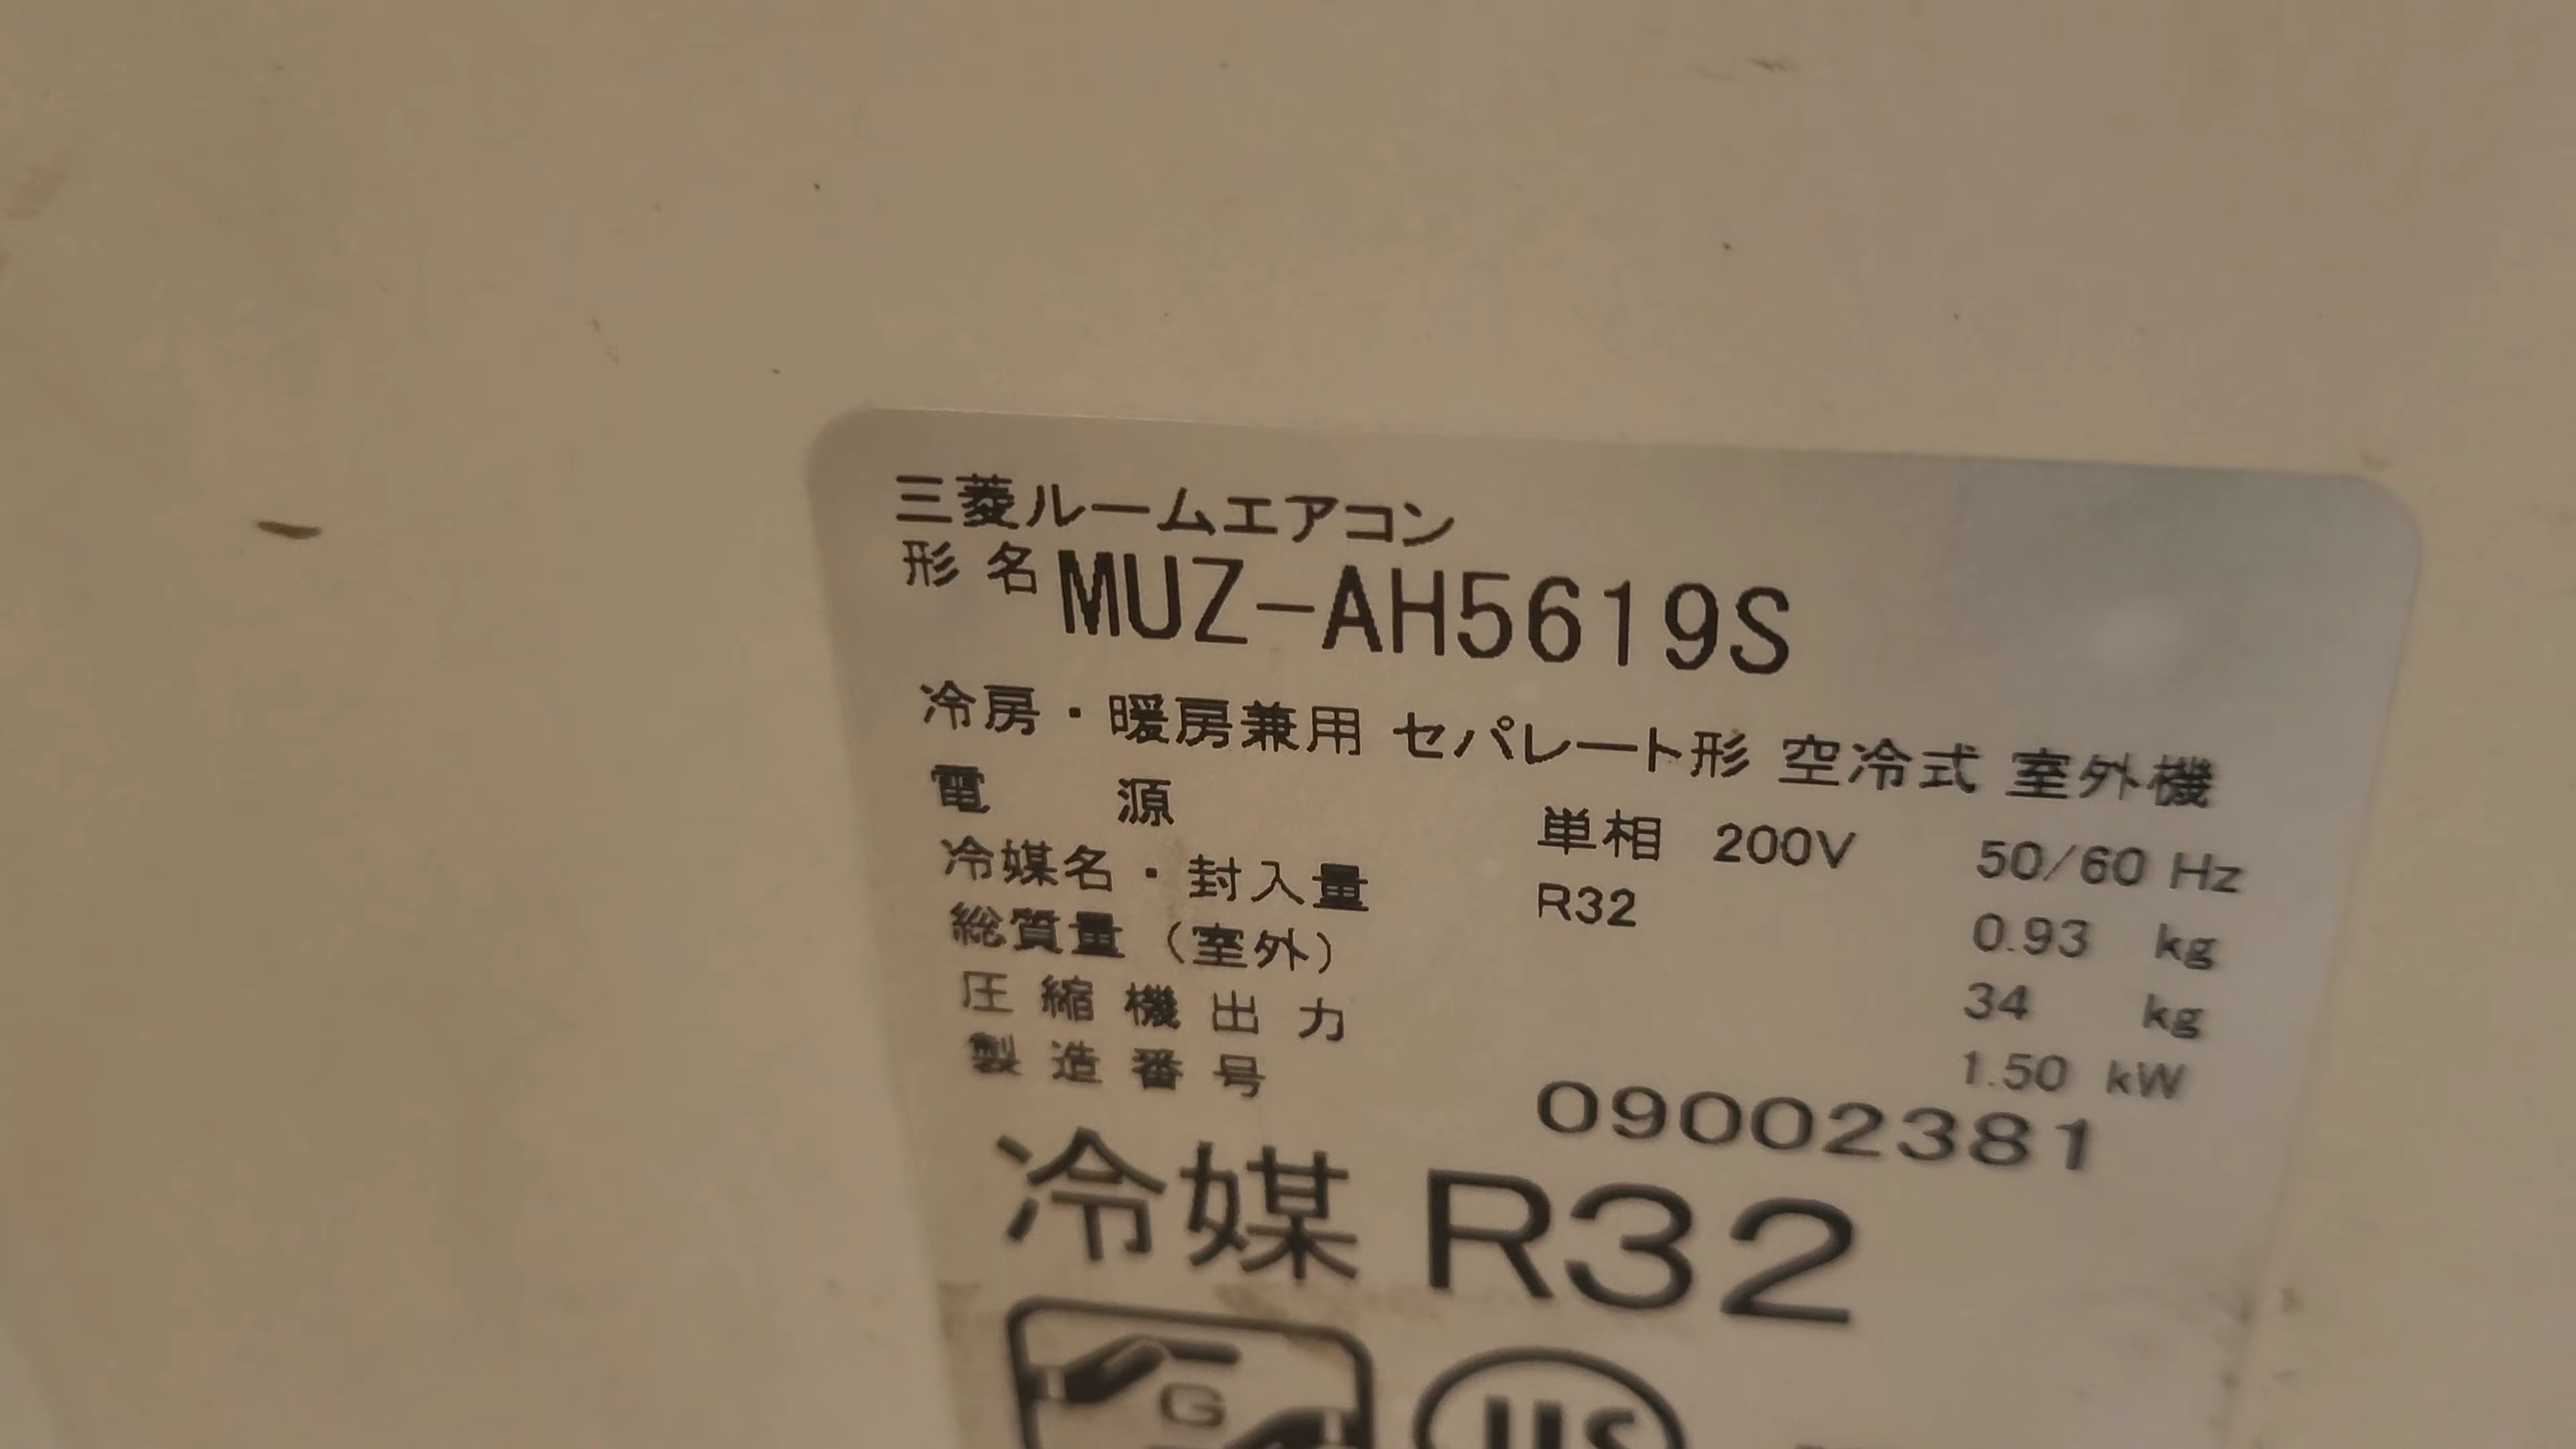 三菱ルームエアコン
形名 MUZ-AH5619S
冷房・暖房兼用 セパレート形 空冷式 室外機
電源 単相 200V 50/60 Hz
冷媒名・封入量 R32 0.93 kg
総質量(室外) 34 kg
圧縮機出力 1.50 kW
製造番号 09002381
冷媒 R32
G